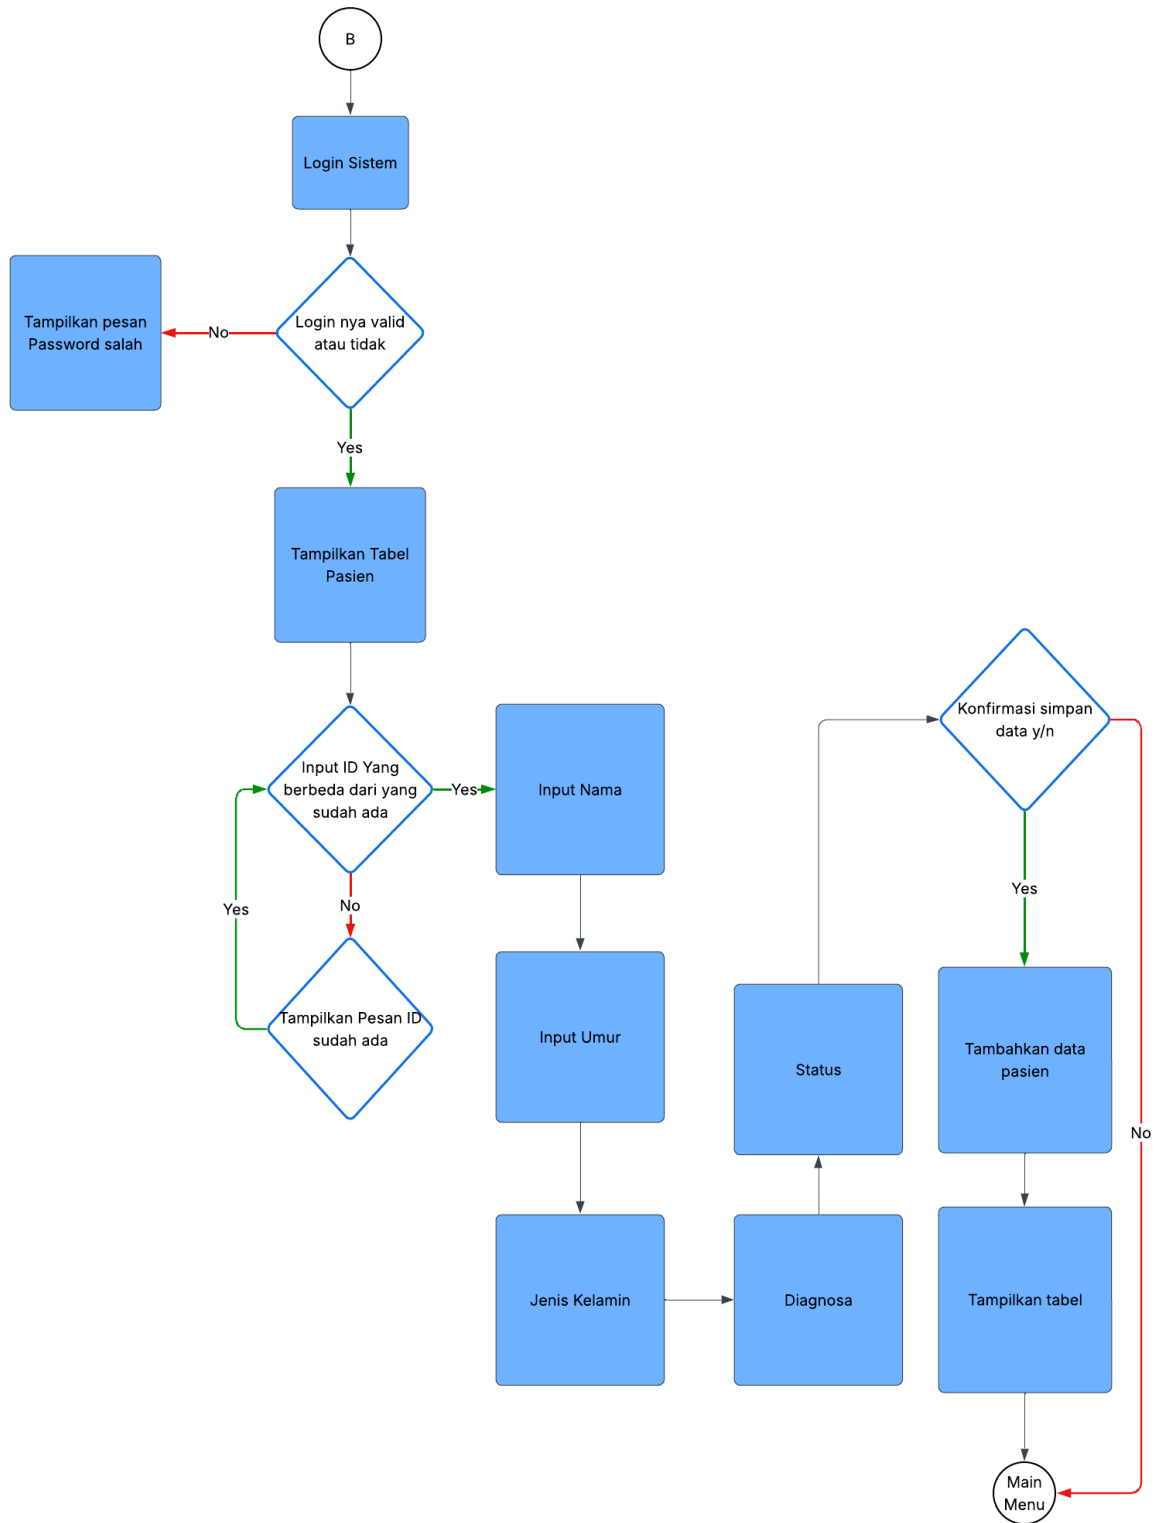 B
Login Sistem
Login nya valid
atau tidak
No
Tampilkan pesan
Password salah
Yes
Tampilkan Tabel
Pasien
Input ID Yang
berbeda dari yang
sudah ada
Yes
No
Yes
Tampilkan Pesan ID
sudah ada
Input Nama
Input Umur
Jenis Kelamin
Diagnosa
Status
Konfirmasi simpan
data y/n
Yes
No
Tambahkan data
pasien
Tampilkan tabel
Main
Menu